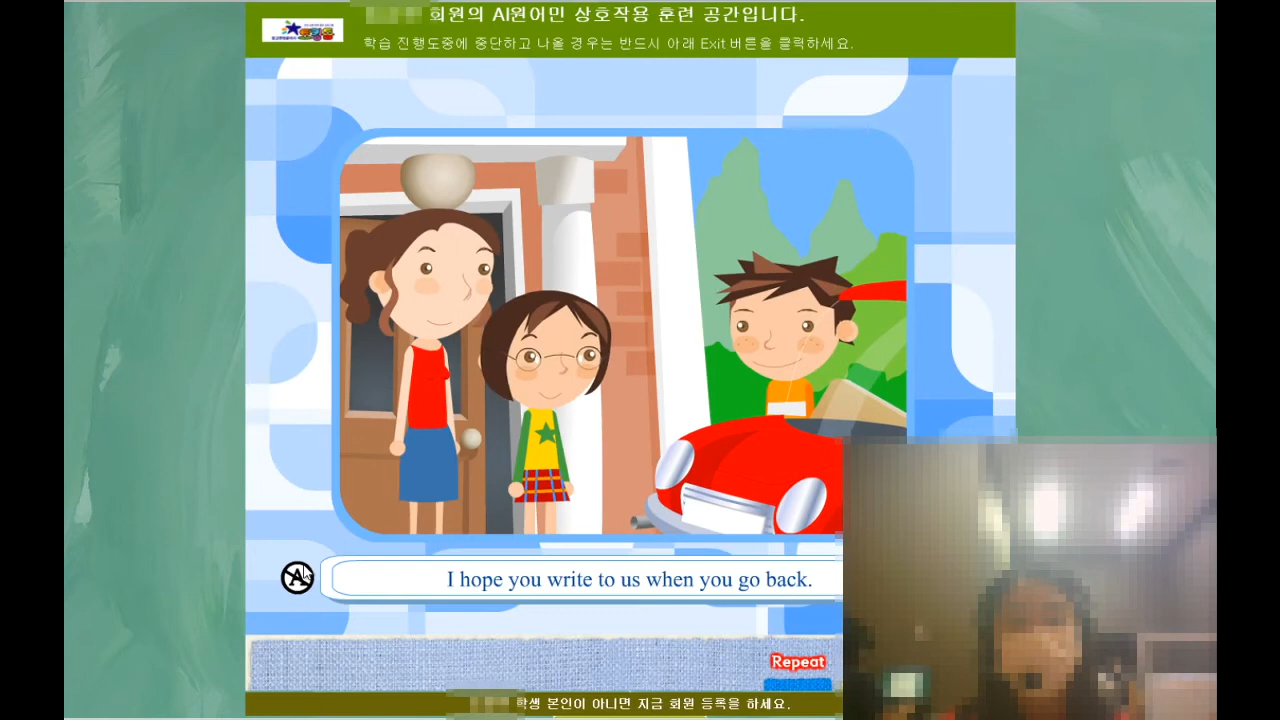 회원의 AI원어민 상호작용 훈련 공간입니다.
학습 진행도중에 중단하고 나올 경우는 반드시 아래 Exit 버튼을 클릭하세요.
I hope you write to us when you go back.
Repeat
학생 본인이 아니면 지금 회원 등록을 하세요.